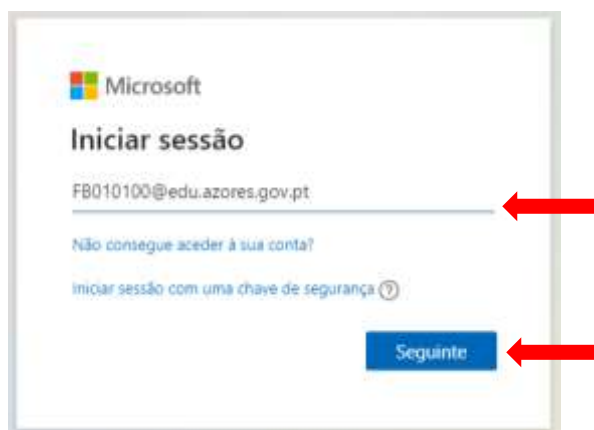 Microsoft
Iniciar sessão
FB010100@edu.azores.gov.pt
Não consegue aceder à sua conta?
Iniciar sessão com uma chave de segurança ?
Seguinte